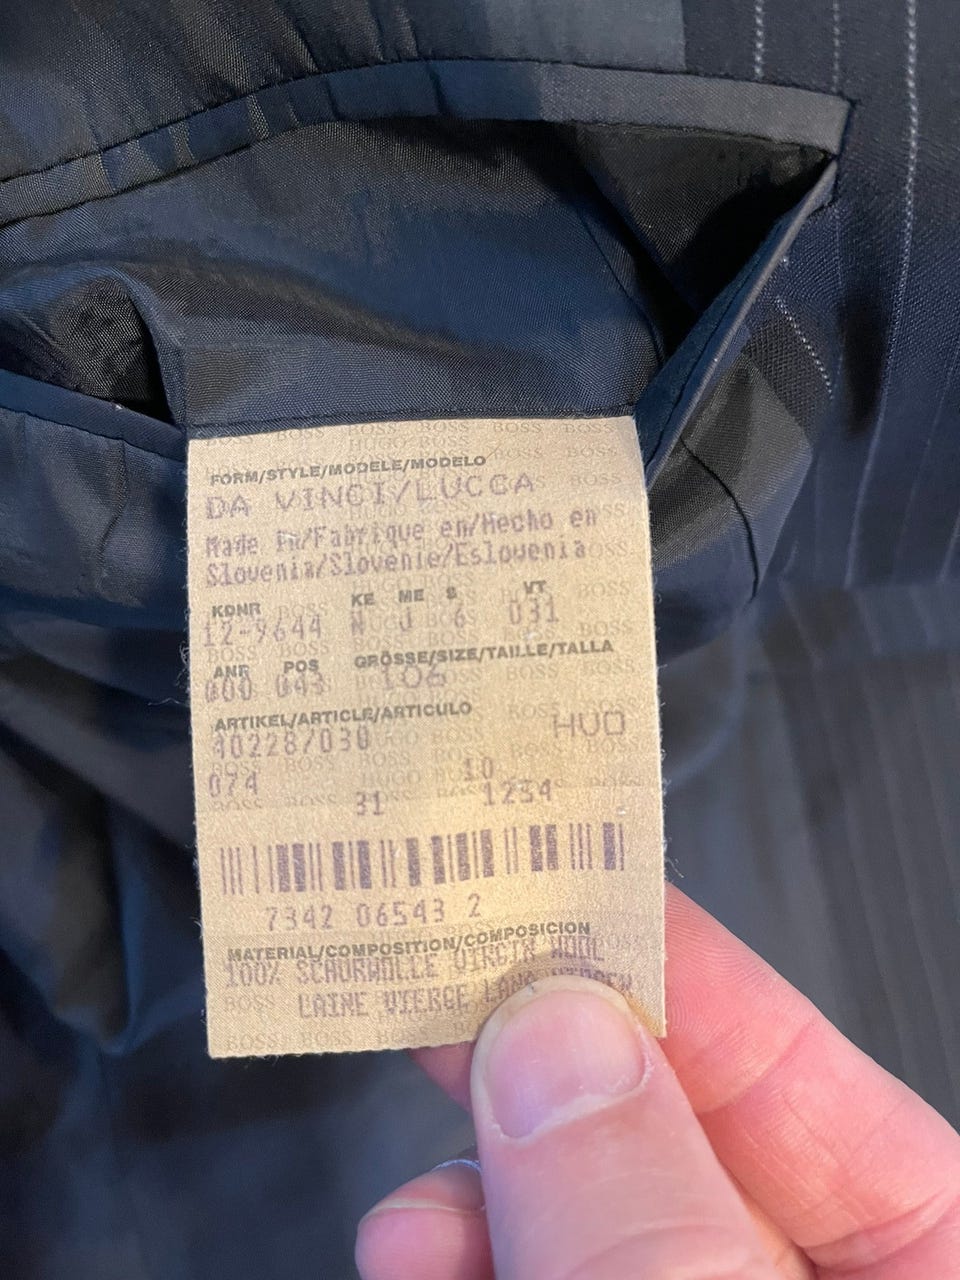 FORM/STYLE/MODELE/MODELO
DA VINCI/LUCCA
Made in/Fabrique en/Hecho en
Slovenia/Slovenie/Eslovenia
KDNR KE ME S VT
12-9644 N J 6 031
ANR POS GRÖSSE/SIZE/TAILLE/TALLA
000 043 106
ARTIKEL/ARTICLE/ARTICULO
402287030 HUO
074 10
31 1234
7342 06543 2
MATERIAL/COMPOSITION/COMPOSICION
100% SCHURWOLLE VIRGIN WOOL
LAINE VIERGE LANA